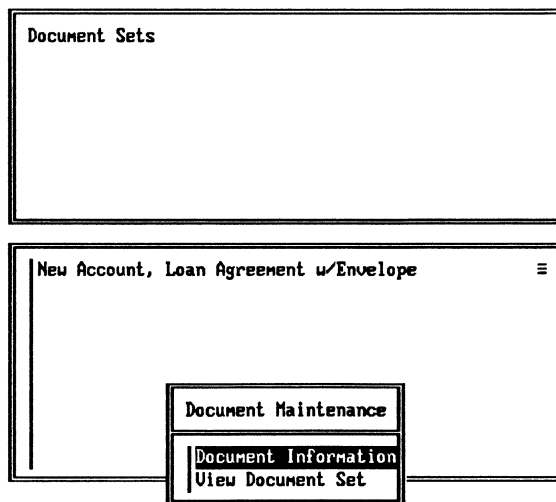 Document Sets
New Account, Loan Agreement w/Envelope ≡
Document Maintenance
Document Information
View Document Set